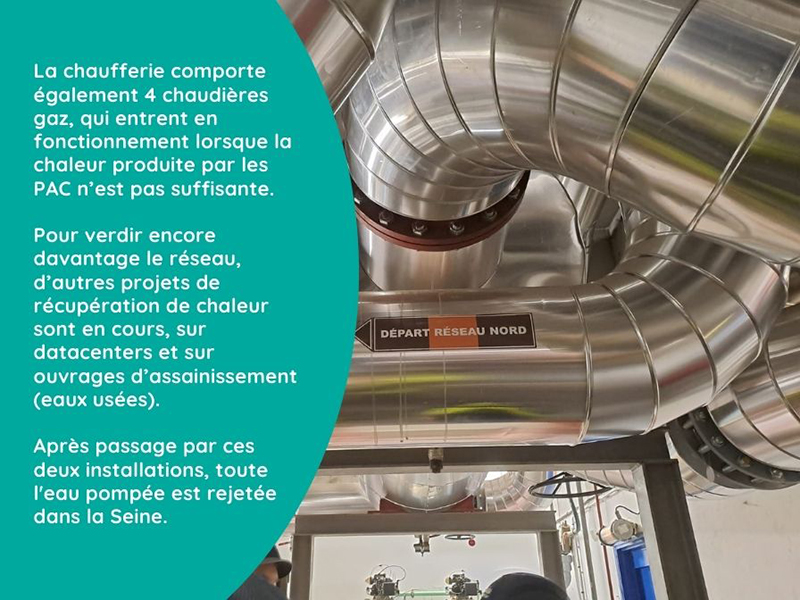 La chaufferie comporte
également 4 chaudières
gaz, qui entrent en
fonctionnement lorsque la
chaleur produite par les
PAC n’est pas suffisante.
Pour verdir encore
davantage le réseau,
d’autres projets de
récupération de chaleur
sont en cours, sur
datacenters et sur
ouvrages d’assainissement
(eaux usées).
Après passage par ces
deux installations, toute
l'eau pompée est rejetée
dans la Seine.
DÉPART RÉSEAU NORD